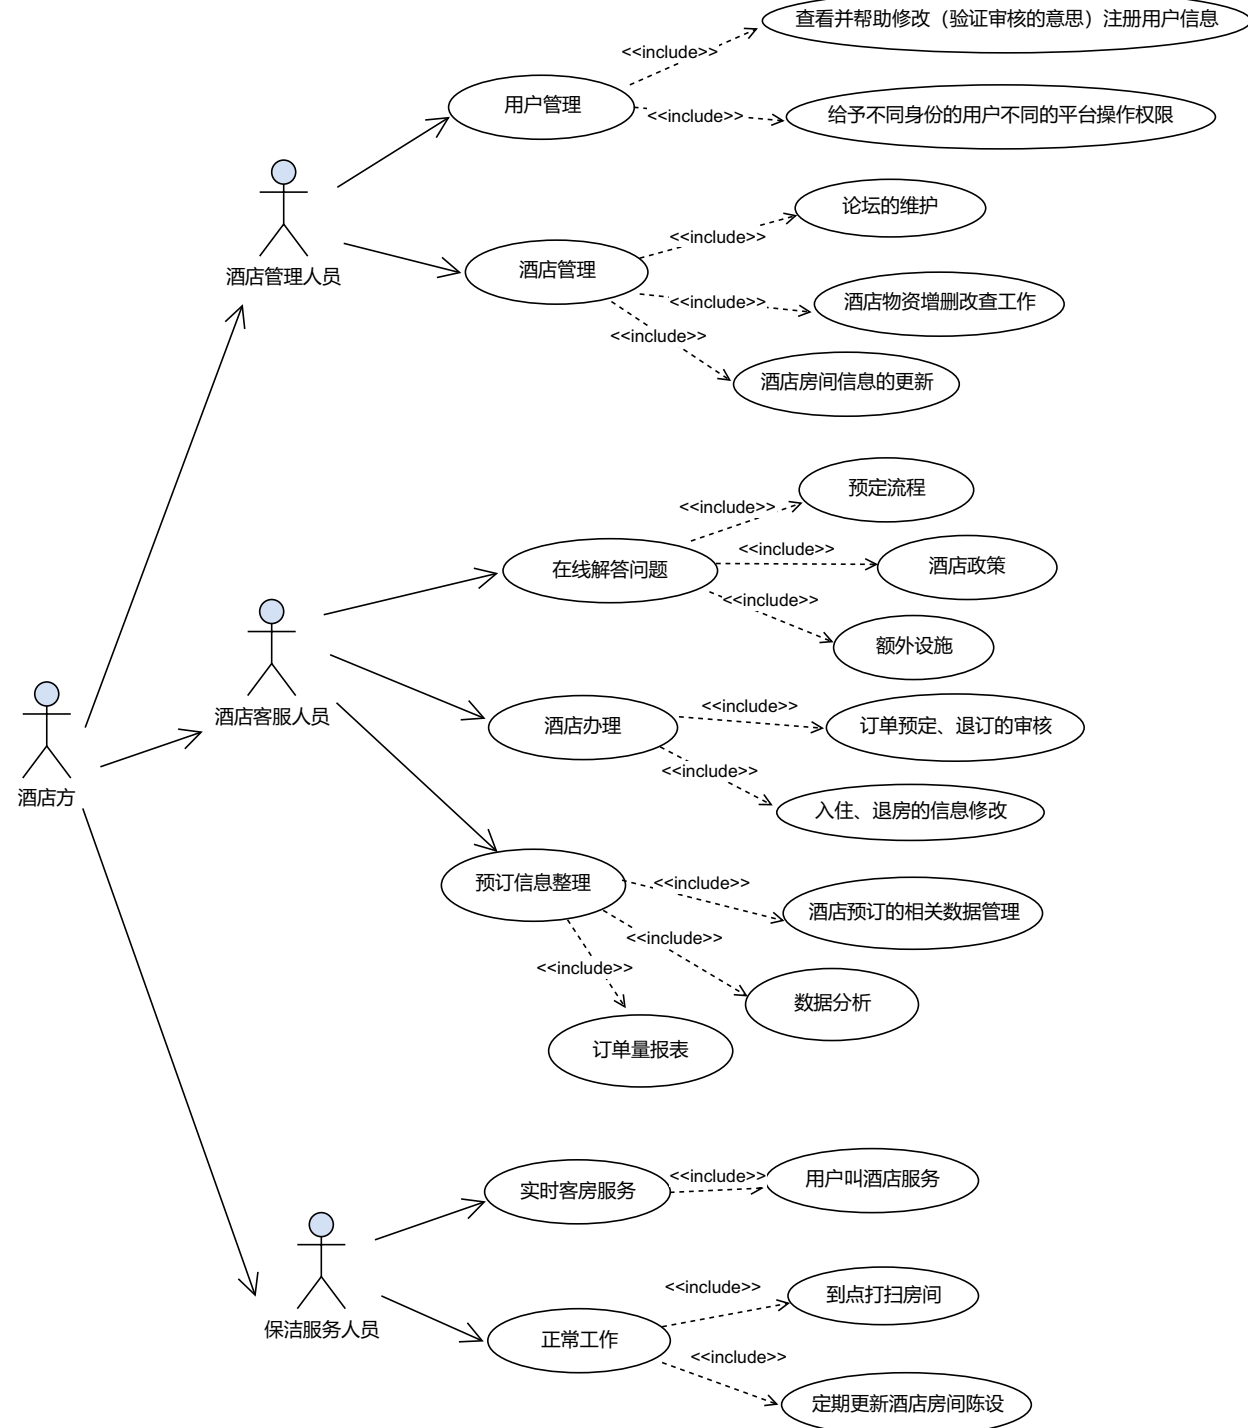 查看并帮助修改（验证审核的意思）注册用户信息
<<include>>
用户管理
<<include>>
给予不同身份的用户不同的平台操作权限
论坛的维护
<<include>>
酒店管理
酒店管理人员
<<include>>
酒店物资增删改查工作
<<include>>
酒店房间信息的更新
预定流程
<<include>>
<<include>>
在线解答问题
酒店政策
<<include>>
额外设施
酒店客服人员
<<include>>
酒店办理
订单预定、退订的审核
<<include>>
酒店方
入住、退房的信息修改
预订信息整理
<<include>>
酒店预订的相关数据管理
<<include>>
<<include>>
数据分析
订单量报表
<<include>>
实时客房服务
用户叫酒店服务
<<include>>
到点打扫房间
保洁服务人员
正常工作
<<include>>
定期更新酒店房间陈设